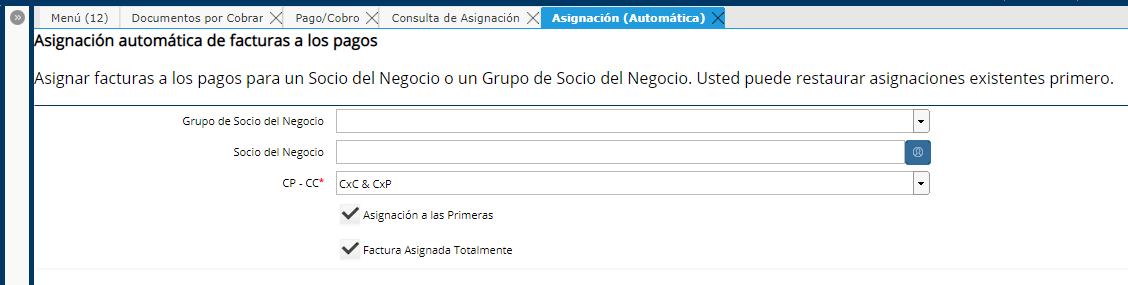 Menú (12) Documentos por Cobrar Pago/Cobro Consulta de Asignación Asignación (Automática)
Asignación automática de facturas a los pagos
Asignar facturas a los pagos para un Socio del Negocio o un Grupo de Socio del Negocio. Usted puede restaurar asignaciones existentes primero.
Grupo de Socio del Negocio
Socio del Negocio
CP - CC* CxC & CxP
Asignación a las Primeras
Factura Asignada Totalmente